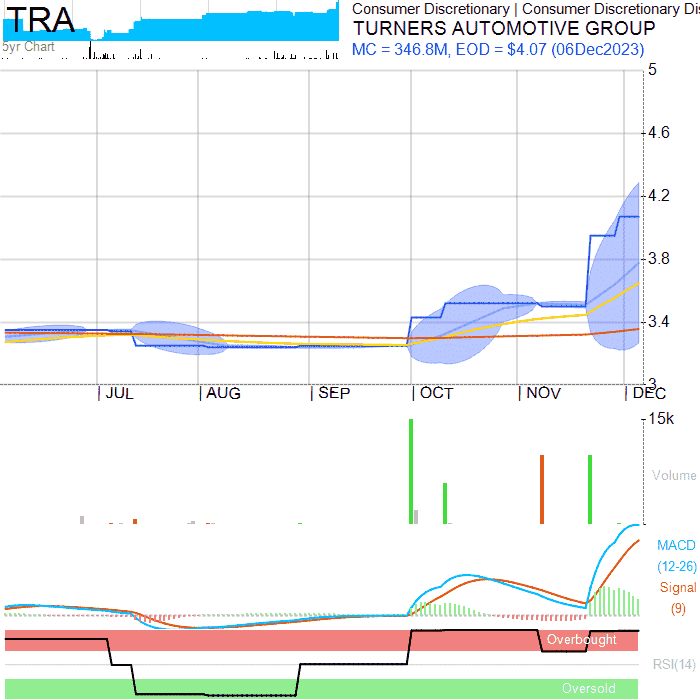 TRA
5yr Chart
Consumer Discretionary | Consumer Discretionary Dis
TURNERS AUTOMOTIVE GROUP
MC = 346.8M, EOD = $4.07 (06Dec2023)
5
4.6
4.2
3.8
3.4
3
JUL AUG SEP OCT NOV DEC
15k
Volume
MACD
(12-26)
Signal
(9)
Overbought
RSI(14)
Oversold